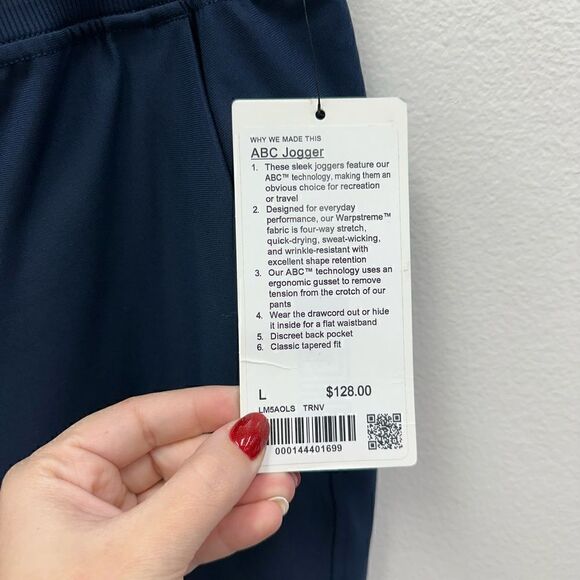 WHY WE MADE THIS
ABC Jogger
1. These sleek joggers feature our
ABC™ technology, making them an
obvious choice for recreation
or travel
2. Designed for everyday
performance, our Warpstreme™
fabric is four-way stretch,
quick-drying, sweat-wicking,
and wrinkle-resistant with
excellent shape retention
3. Our ABC™ technology uses an
ergonomic gusset to remove
tension from the crotch of our
pants
4. Wear the drawcord out or hide
it inside for a flat waistband
5. Discreet back pocket
6. Classic tapered fit
L $128.00
LM5AOLS TRNV
000144401699